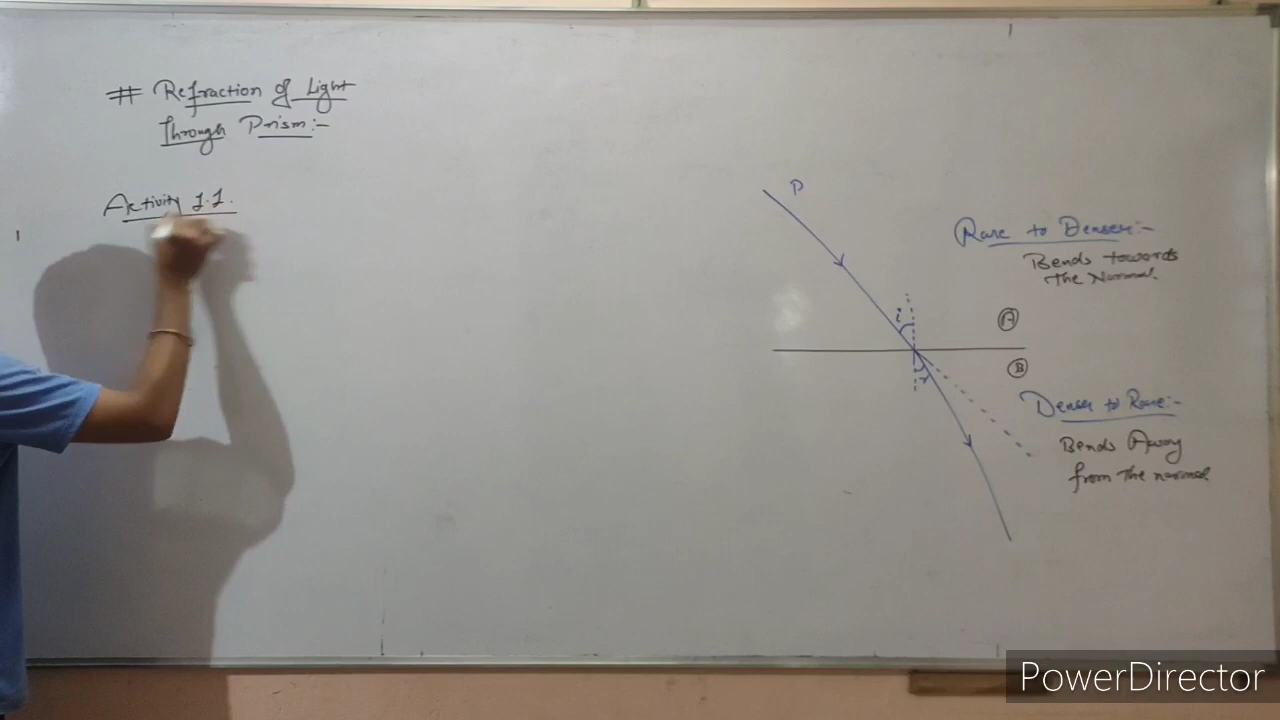 # Refraction of Light
Through Prism:-
Activity 1.1.
P
Rare to Denser:-
Bends towards
The Normal.
i
A
B
r
Denser to Rare:-
Bends Away
from The normal
PowerDirector